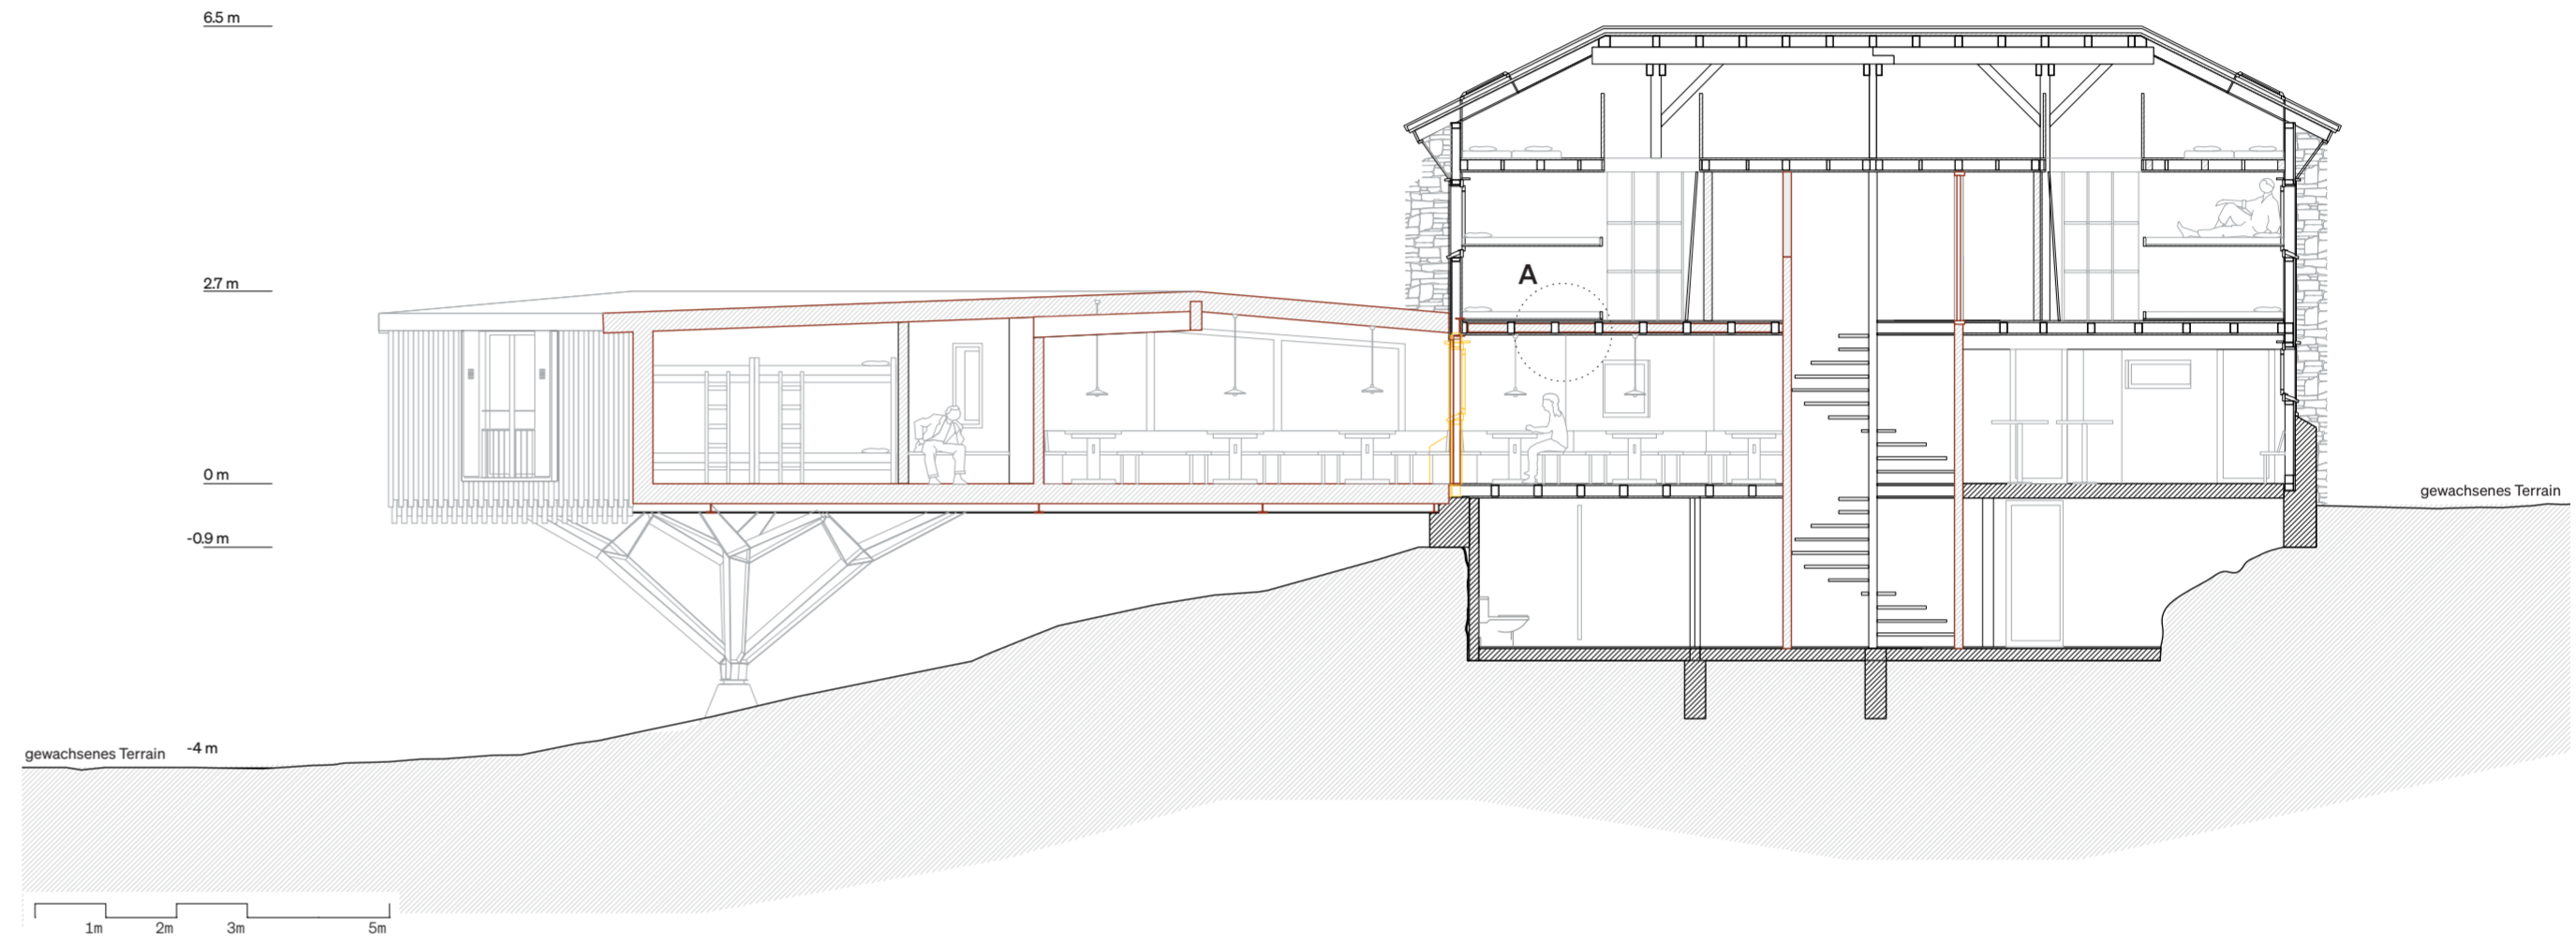 6.5 m
A
2.7 m
0 m
gewachsenes Terrain
-0.9 m
gewachsenes Terrain
-4 m
1m
2m
3m
5m